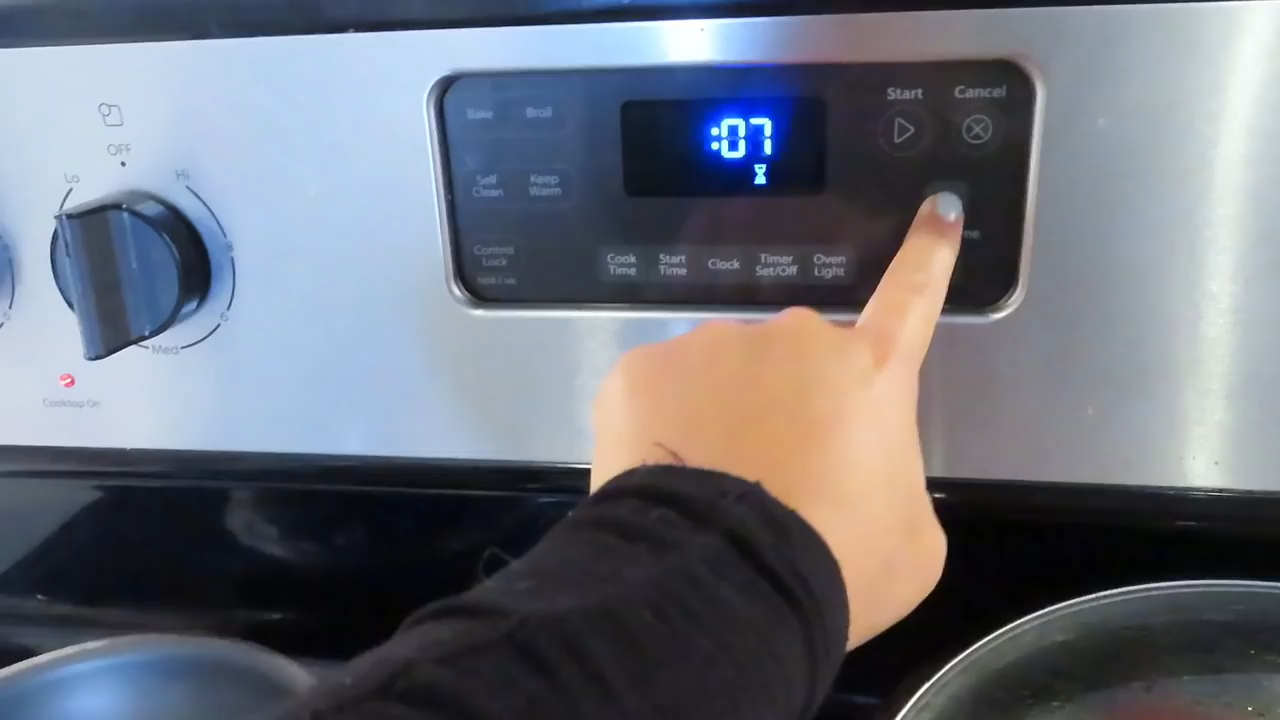 OFF
Lo
Hi
Med
Cooktop On
Bake
Broil
Self
Clean
Keep
Warm
Control
Lock
:07
Cook
Time
Start
Time
Clock
Timer
Set/Off
Oven
Light
Start
Cancel